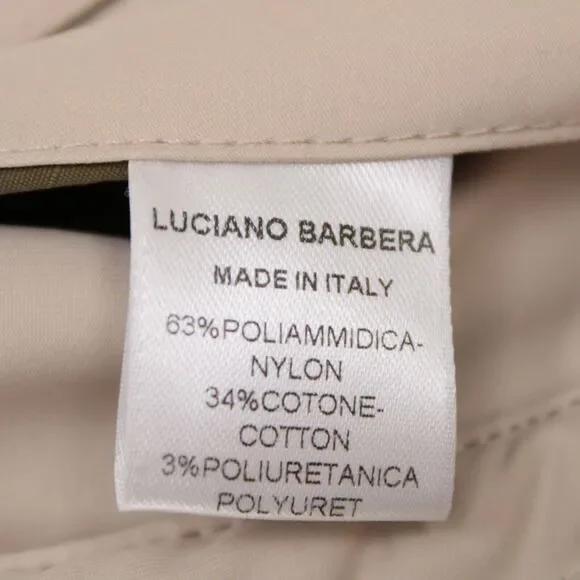 LUCIANO BARBERA
MADE IN ITALY
63%POLIAMMIDICA-
NYLON
34%COTONE-
COTTON
3%POLIURETANICA
POLYURET